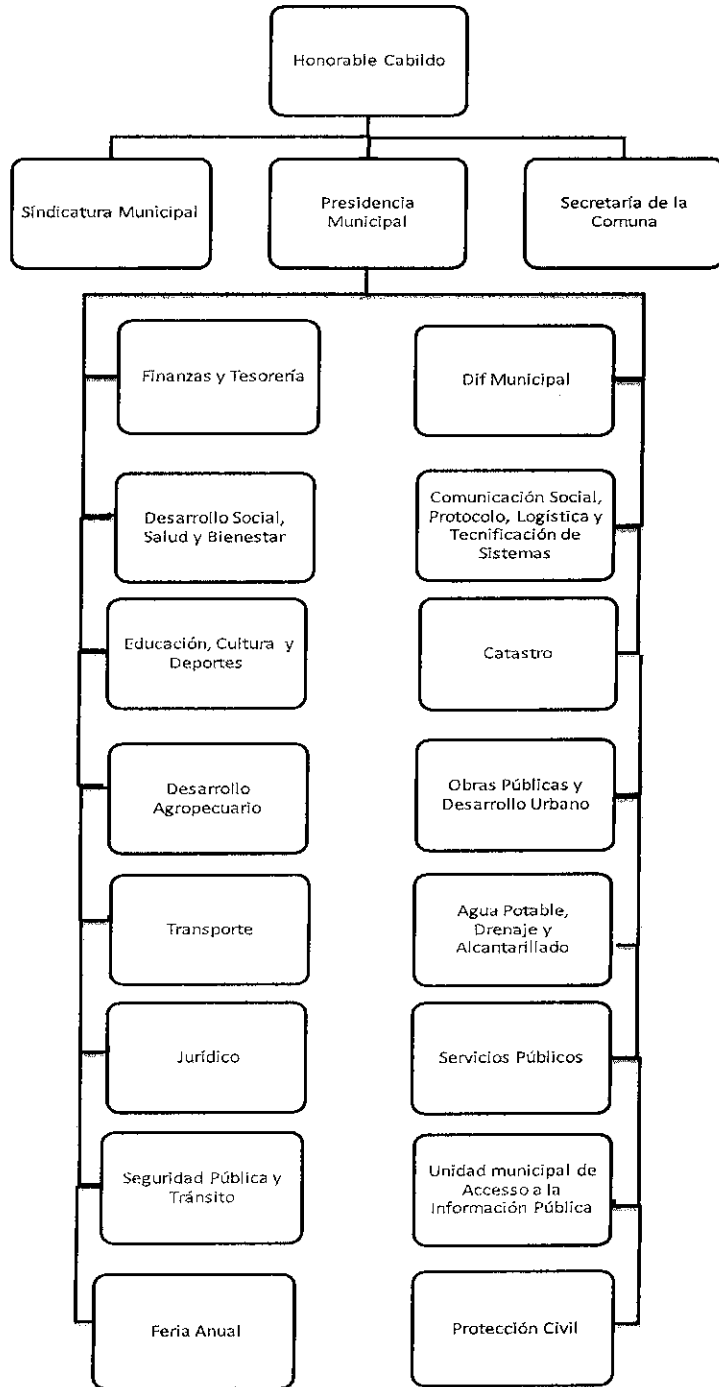 Honorable Cabildo
Sindicatura Municipal
Presidencia
Municipal
Secretaría de la
Comuna
Finanzas y Tesorería
Dif Municipal
Desarrollo Social,
Salud y Bienestar
Comunicación Social,
Protocolo, Logística y
Tecnificación de
Sistemas
Educación, Cultura y
Deportes
Catastro
Desarrollo
Agropecuario
Obras Públicas y
Desarrollo Urbano
Transporte
Agua Potable,
Drenaje y
Alcantarillado
Jurídico
Servicios Públicos
Seguridad Pública y
Tránsito
Unidad municipal de
Accesso a la
Información Pública
Feria Anual
Protección Civil